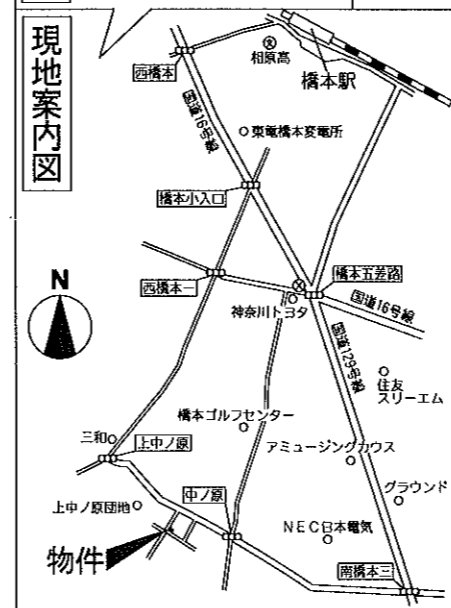 現地案内図
西橋本
相原高
橋本駅
国道16号線
東電橋本変電所
橋本小入口
西橋本一
橋本五差路
神奈川トヨタ
国道16号線
国道129号線
N
住友
スリーエム
橋本ゴルフセンター
三和
上中ノ原
アミュージングカウス
グラウンド
上中ノ原団地
中ノ原
NEC日本電気
物件
南橋本三